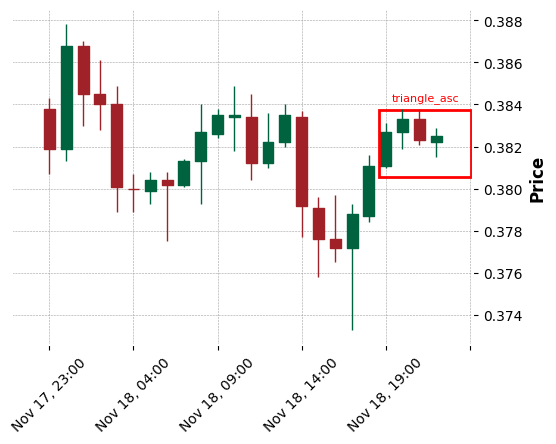 0.388
0.386
triangle_asc
0.384
0.382
0.380
0.378
0.376
0.374
Price
Nov 17, 23:00
Nov 18, 04:00
Nov 18, 09:00
Nov 18, 14:00
Nov 18, 19:00